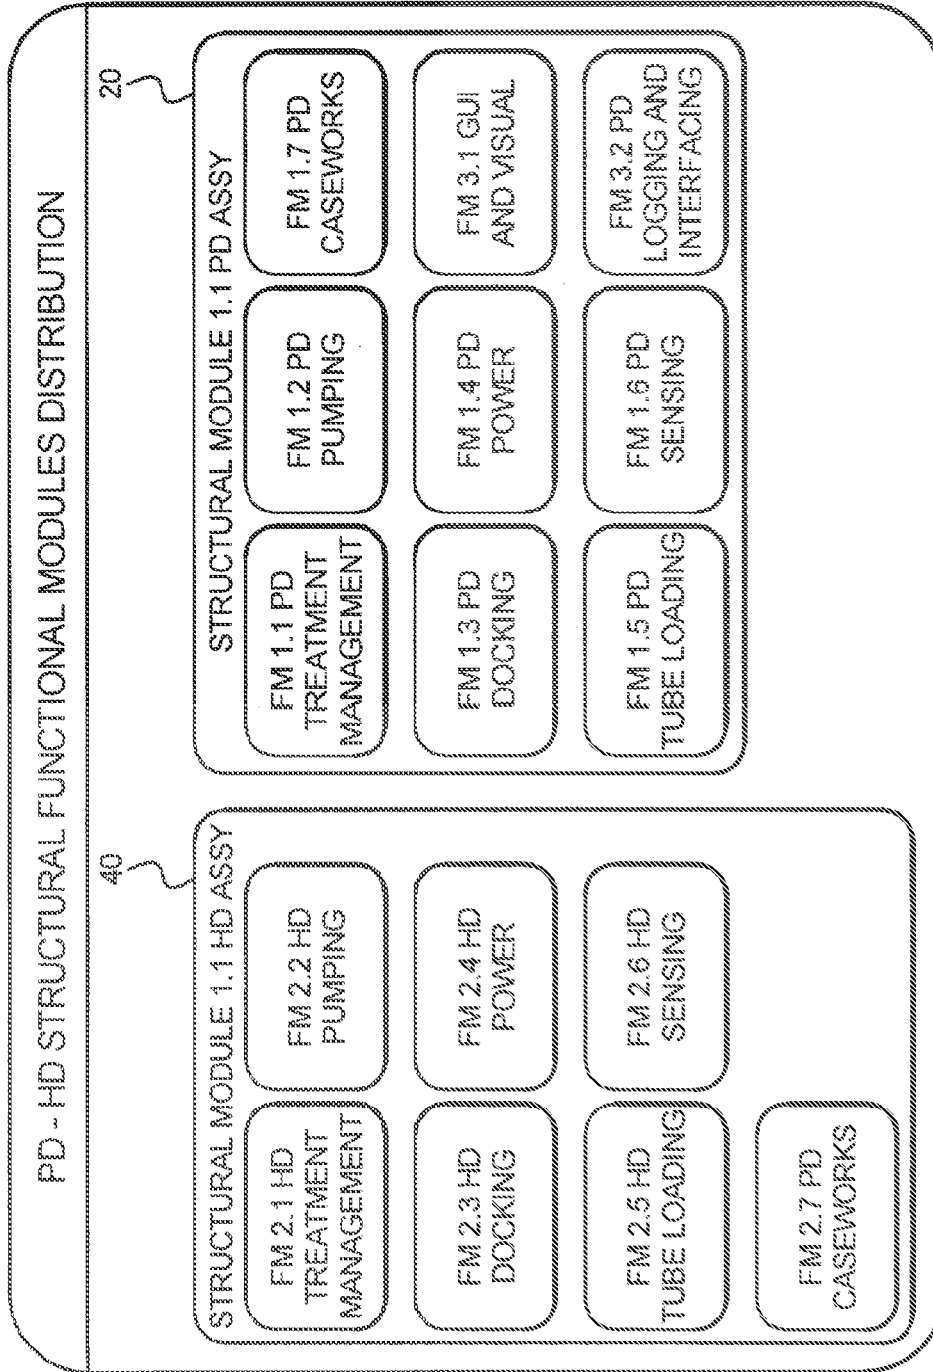 PD - HD STRUCTURAL FUNCTIONAL MODULES DISTRIBUTION
40
STRUCTURAL MODULE 1.1 HD ASSY
FM 2.1 HD
TREATMENT
MANAGEMENT
FM 2.2 HD
PUMPING
FM 2.3 HD
DOCKING
FM 2.4 HD
POWER
FM 2.5 HD
TUBE LOADING
FM 2.6 HD
SENSING
FM 2.7 PD
CASEWORKS
20
STRUCTURAL MODULE 1.1 PD ASSY
FM 1.1 PD
TREATMENT
MANAGEMENT
FM 1.2 PD
PUMPING
FM 1.7 PD
CASEWORKS
FM 1.3 PD
DOCKING
FM 1.4 PD
POWER
FM 3.1 GUI
AND VISUAL
FM 1.5 PD
TUBE LOADING
FM 1.6 PD
SENSING
FM 3.2 PD
LOGGING AND
INTERFACING